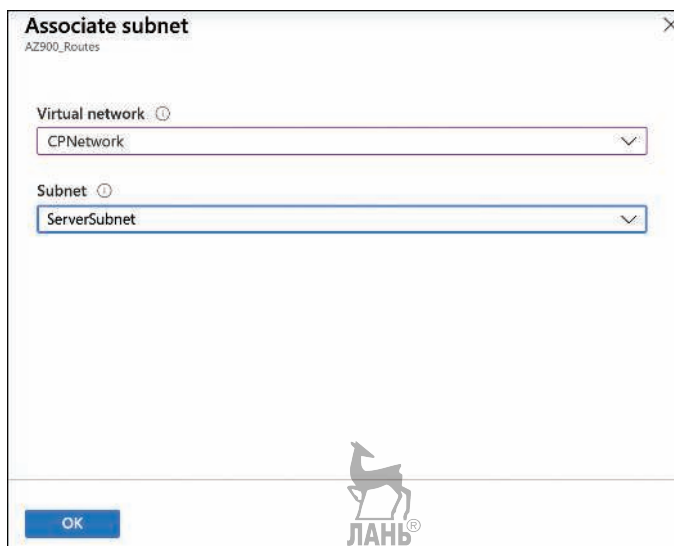 Associate subnet
AZ900_Routes
Virtual network
CPNetwork
Subnet
ServerSubnet
OK
ЛАНЬ®